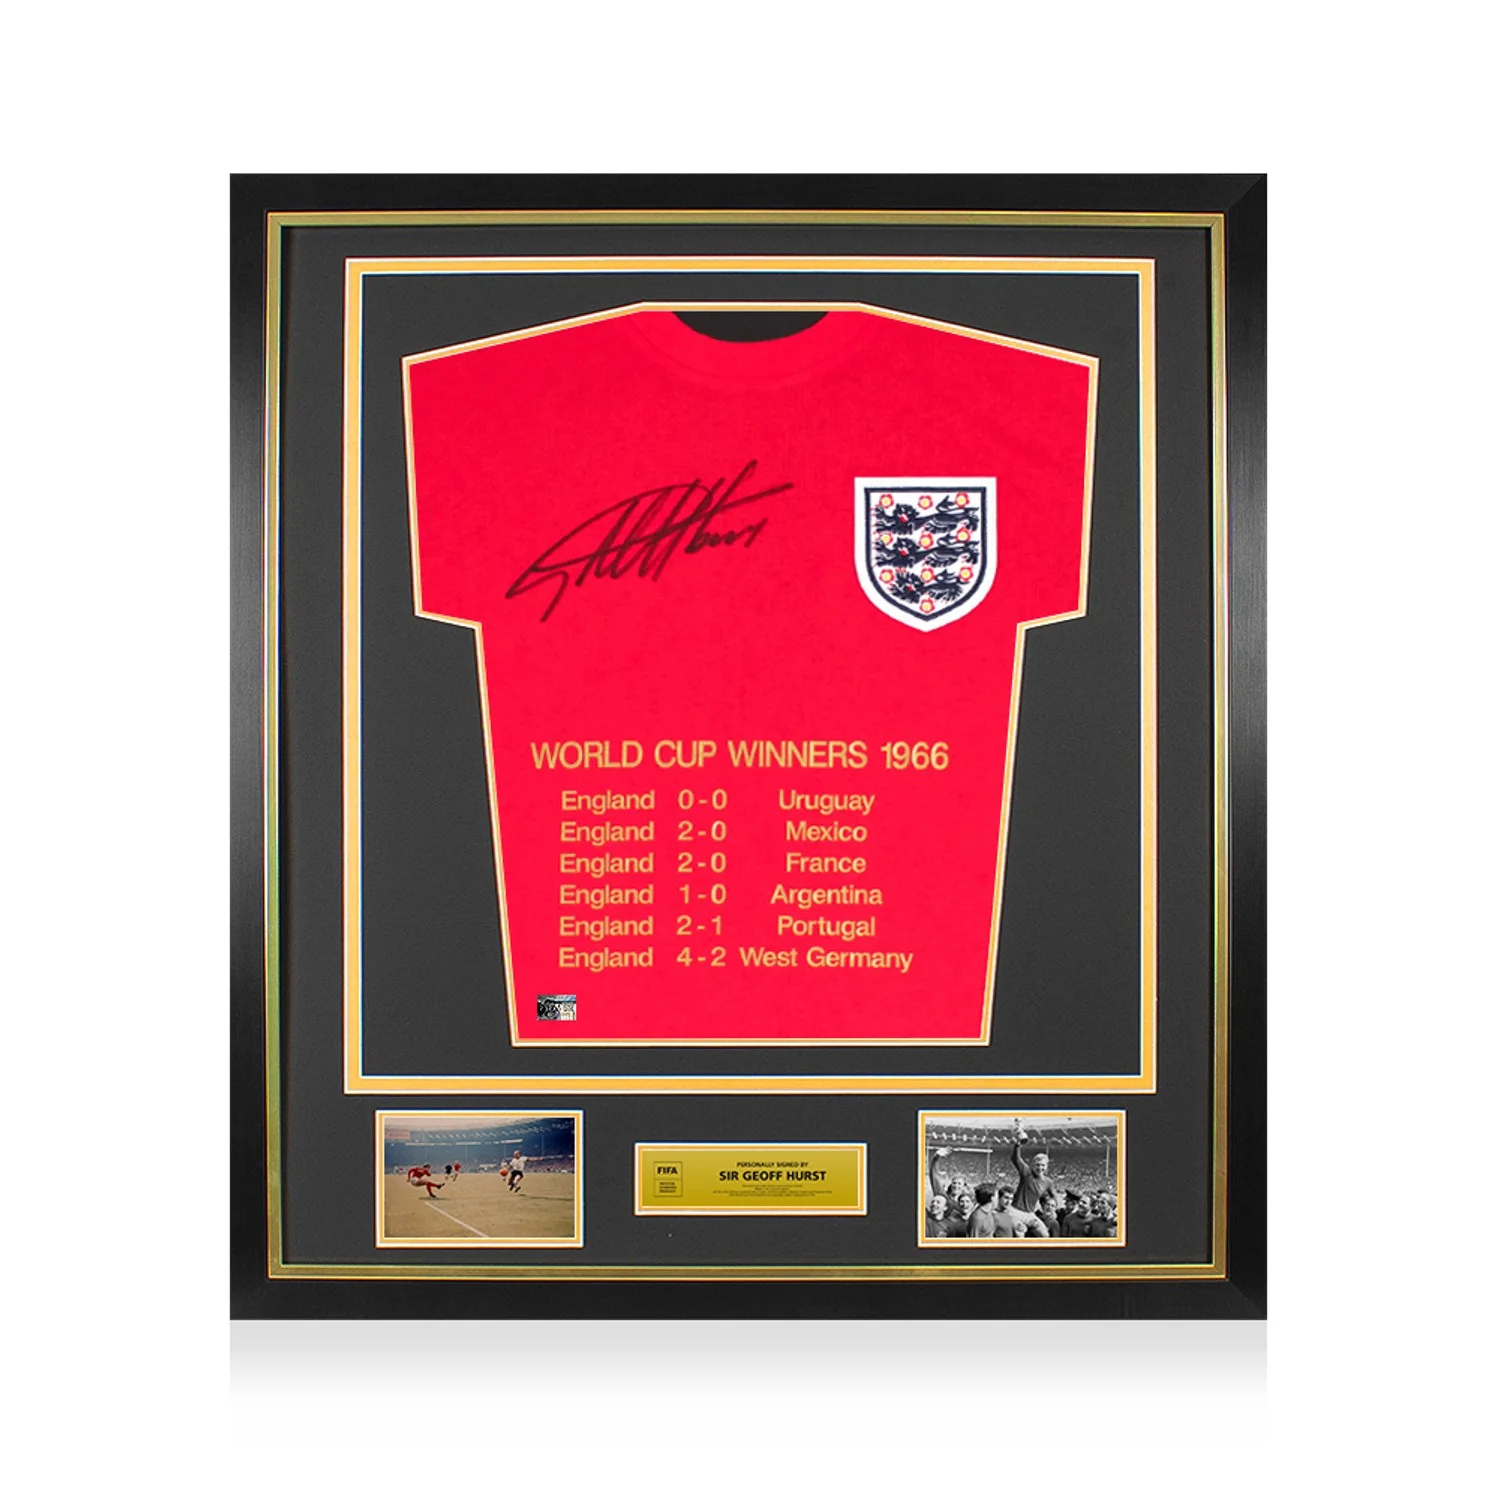 WORLD CUP WINNERS 1966
England 0-0 Uruguay
England 2-0 Mexico
England 2-0 France
England 1-0 Argentina
England 2-1 Portugal
England 4-2 West Germany
FIFA
PERSONALLY SIGNED BY
SIR GEOFF HURST